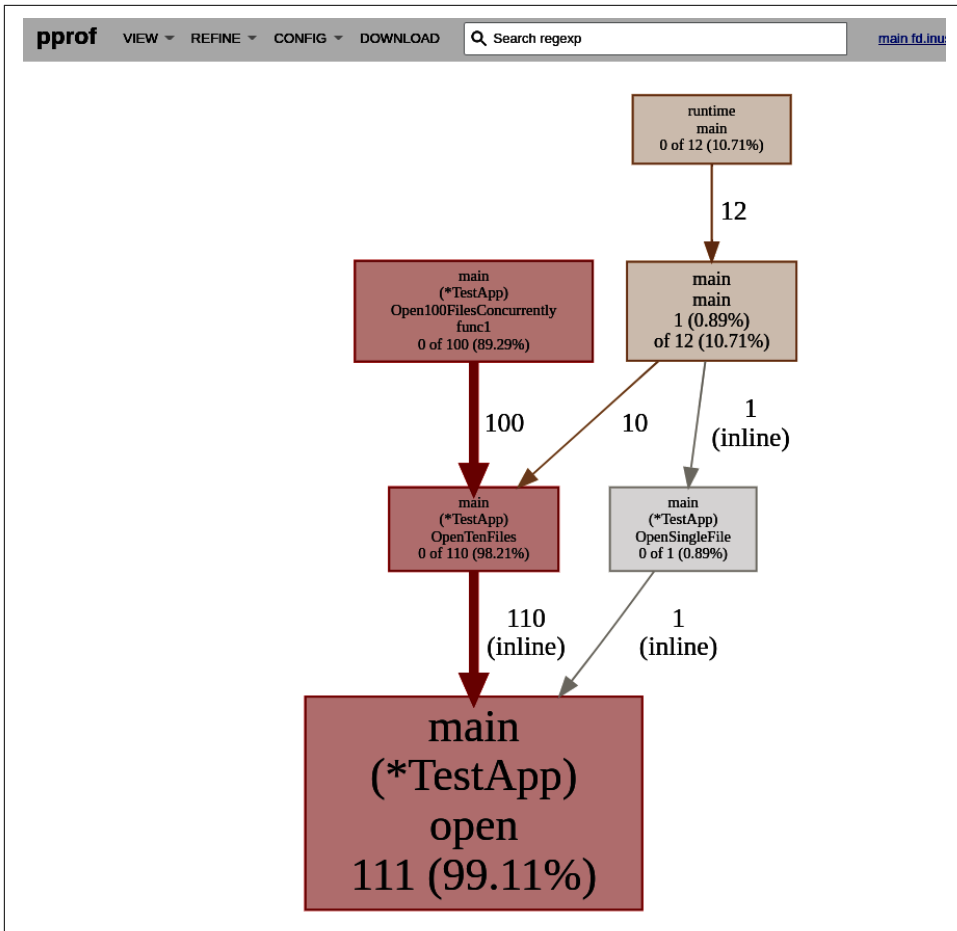 pprof VIEW REFINE CONFIG DOWNLOAD Search regexp main fd.inus
runtime
main
0 of 12 (10.71%)
12
main
(*TestApp)
Open100FilesConcurrently
func1
0 of 100 (89.29%)
main
main
1 (0.89%)
of 12 (10.71%)
100
10
1
(inline)
main
(*TestApp)
OpenTenFiles
0 of 110 (98.21%)
main
(*TestApp)
OpenSingleFile
0 of 1 (0.89%)
110
(inline)
1
(inline)
main
(*TestApp)
open
111 (99.11%)